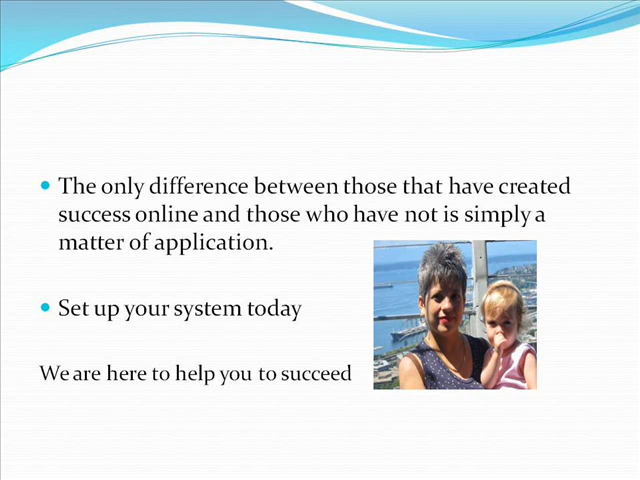 The only difference between those that have created
success online and those who have not is simply a
matter of application.
Set up your system today
We are here to help you to succeed